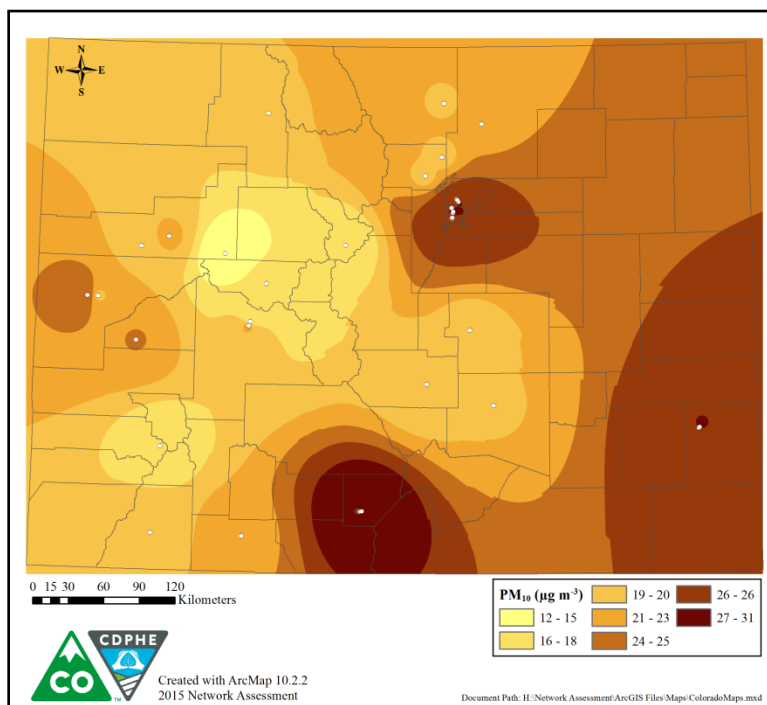 N
W E
S
0 15 30 60 90 120
Kilometers
PM10 (µg m-3)
12 - 15
16 - 18
19 - 20
21 - 23
24 - 25
26 - 26
27 - 31
CO
TM
CDPHE
Created with ArcMap 10.2.2
2015 Network Assessment
Document Path: H:\Network Assessment\ArcGIS Files\Maps\ColoradoMaps.mxd